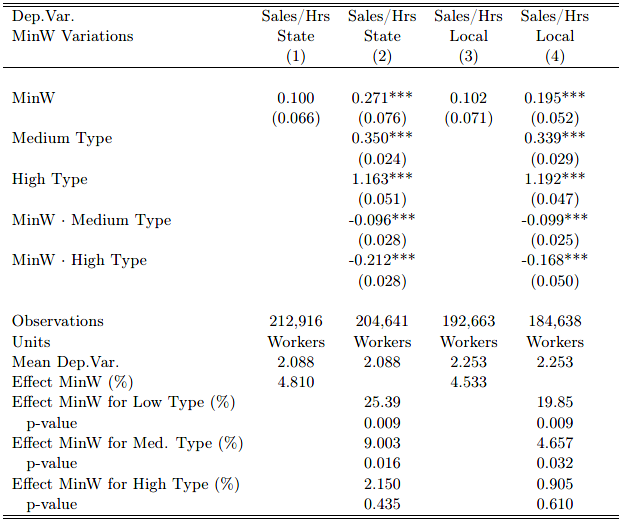 Dep.Var. Sales/Hrs Sales/Hrs Sales/Hrs Sales/Hrs
MinW Variations State State Local Local
(1) (2) (3) (4)
MinW 0.100 0.271*** 0.102 0.195***
(0.066) (0.076) (0.071) (0.052)
Medium Type 0.350*** 0.339***
(0.024) (0.029)
High Type 1.163*** 1.192***
(0.051) (0.047)
MinW · Medium Type -0.096*** -0.099***
(0.028) (0.025)
MinW · High Type -0.212*** -0.168***
(0.028) (0.050)
Observations 212,916 204,641 192,663 184,638
Units Workers Workers Workers Workers
Mean Dep.Var. 2.088 2.088 2.253 2.253
Effect MinW (%) 4.810 4.533
Effect MinW for Low Type (%) 25.39 19.85
p-value 0.009 0.009
Effect MinW for Med. Type (%) 9.003 4.657
p-value 0.016 0.032
Effect MinW for High Type (%) 2.150 0.905
p-value 0.435 0.610